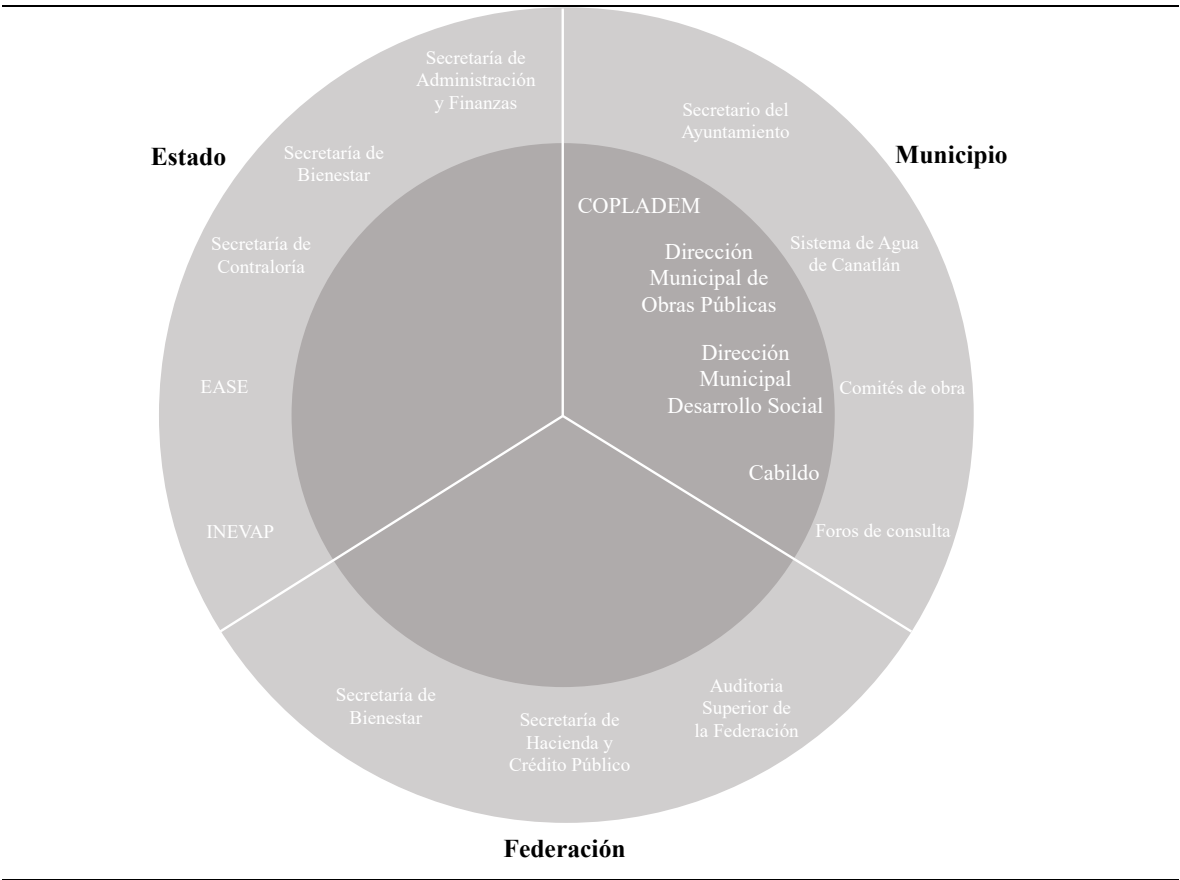 Estado
Secretaría de
Administración
y Finanzas
Secretaría de
Bienestar
Secretaría de
Contraloría
EASE
INEVAP
Municipio
Secretario del
Ayuntamiento
COPLADEM
Dirección
Municipal de
Obras Públicas
Sistema de Agua
de Canatlán
Dirección
Municipal
Desarrollo Social
Comités de obra
Cabildo
Foros de consulta
Secretaría de
Bienestar
Secretaría de
Hacienda y
Crédito Público
Auditoria
Superior de
la Federación
Federación